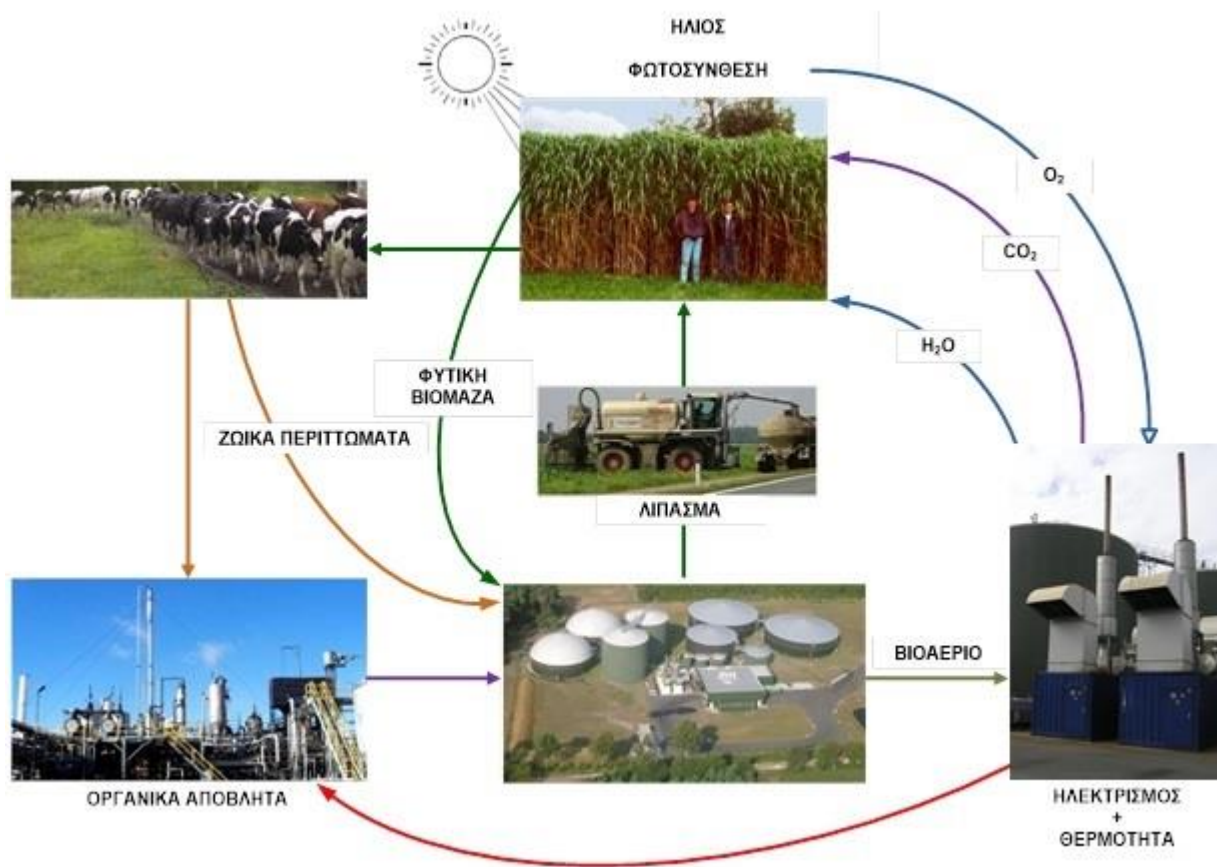 ΗΛΙΟΣ
ΦΩΤΟΣΥΝΘΕΣΗ
O₂
CO₂
H₂O
ΦΥΤΙΚΗ
ΒΙΟΜΑΖΑ
ΖΩΙΚΑ ΠΕΡΙΤΤΩΜΑΤΑ
ΛΙΠΑΣΜΑ
ΒΙΟΑΕΡΙΟ
ΟΡΓΑΝΙΚΑ ΑΠΟΒΛΗΤΑ
ΗΛΕΚΤΡΙΣΜΟΣ
+
ΘΕΡΜΟΤΗΤΑ